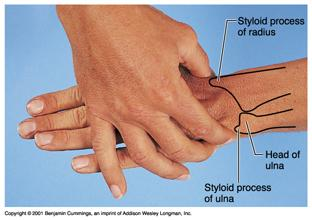 Styloid process
of radius
Head of
ulna
Styloid process
of ulna
Copyright © 2001 Benjamin Cummings, an imprint of Addison Wesley Longman, Inc.